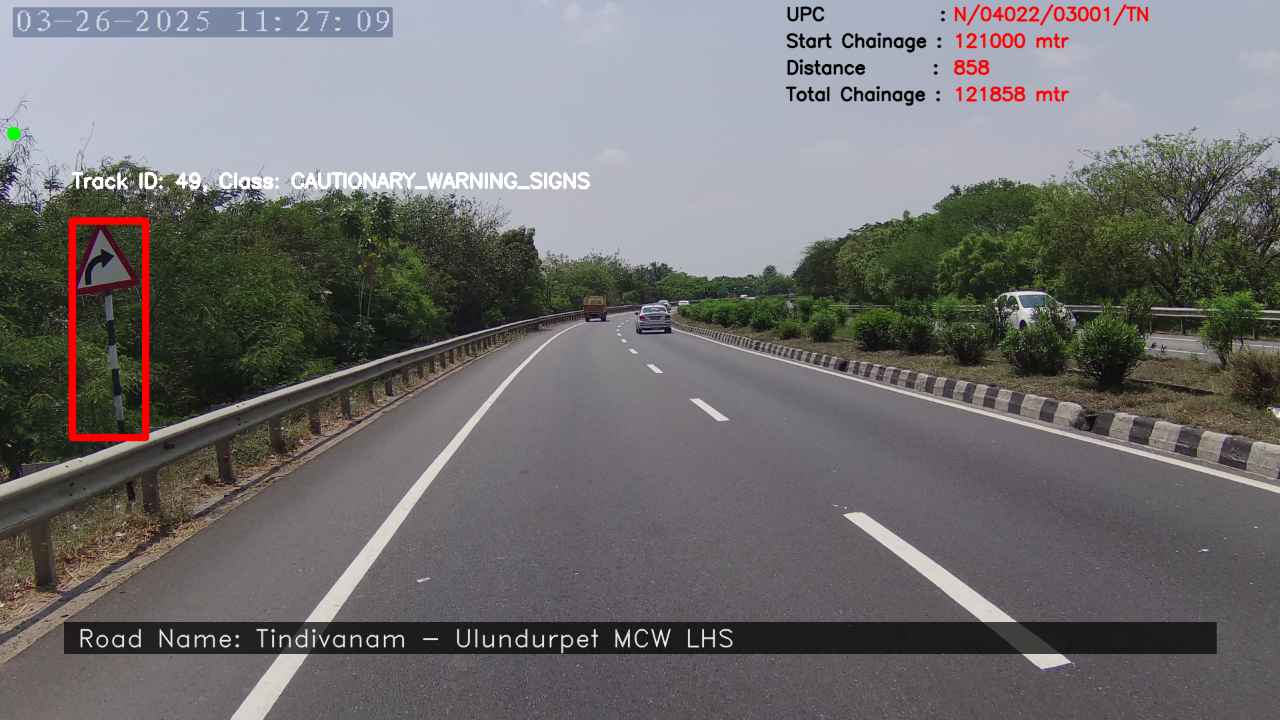 03-26-2025 11:27:09
UPC : N/04022/03001/TN
Start Chainage : 121000 mtr
Distance : 858
Total Chainage : 121858 mtr
Track ID: 49, Class: CAUTIONARY_WARNING_SIGNS
Road Name: Tindivanam - Ulundurpet MCW LHS